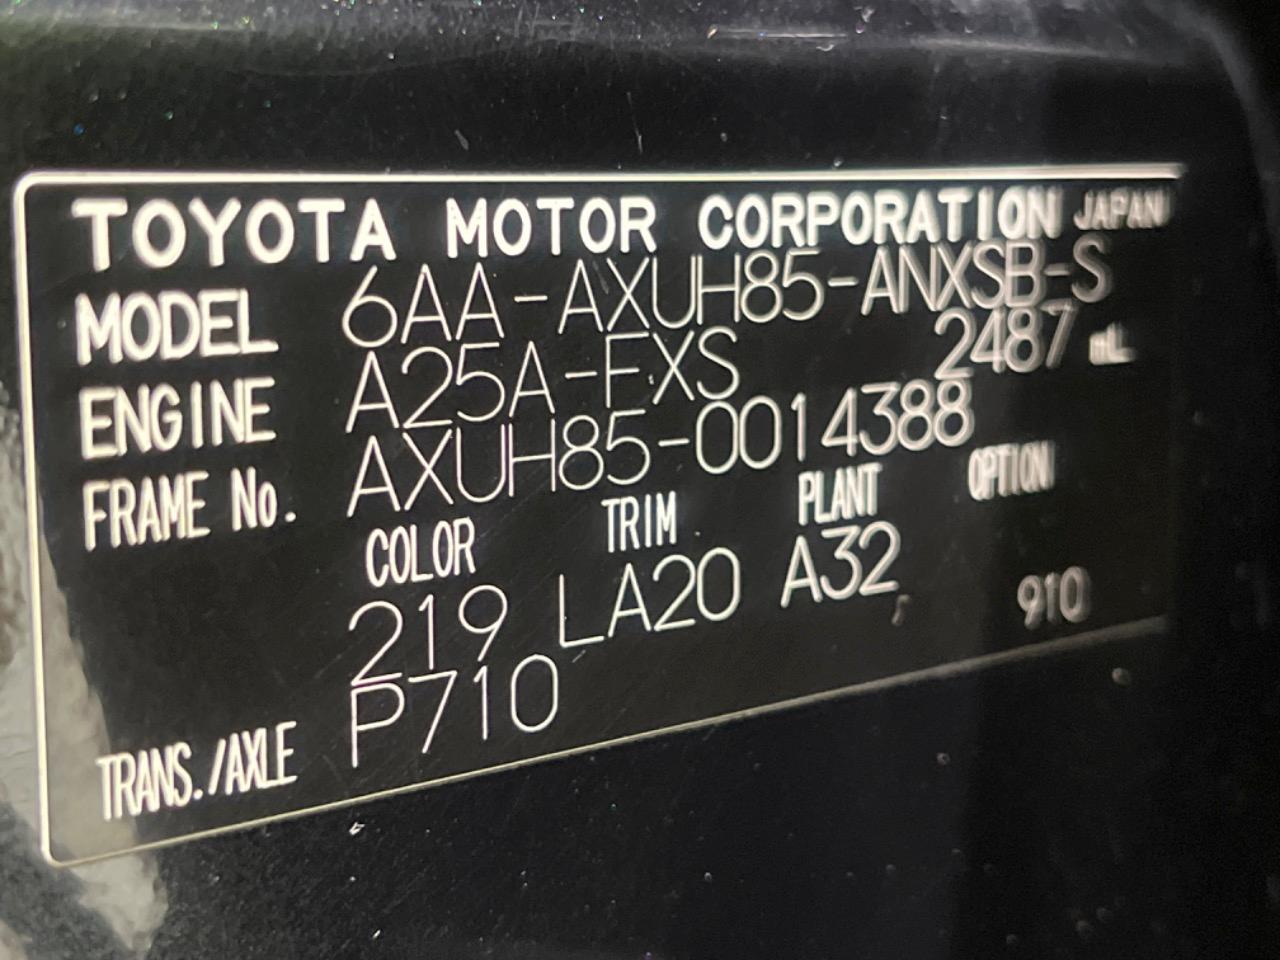 TOYOTA MOTOR CORPORATION JAPAN
MODEL 6AA-AXUH85-ANXSB-S
ENGINE A25A-FXS 2487 mL
FRAME No. AXUH85-0014388
COLOR TRIM PLANT OPTION
219 LA20 A32 910
TRANS./AXLE P710